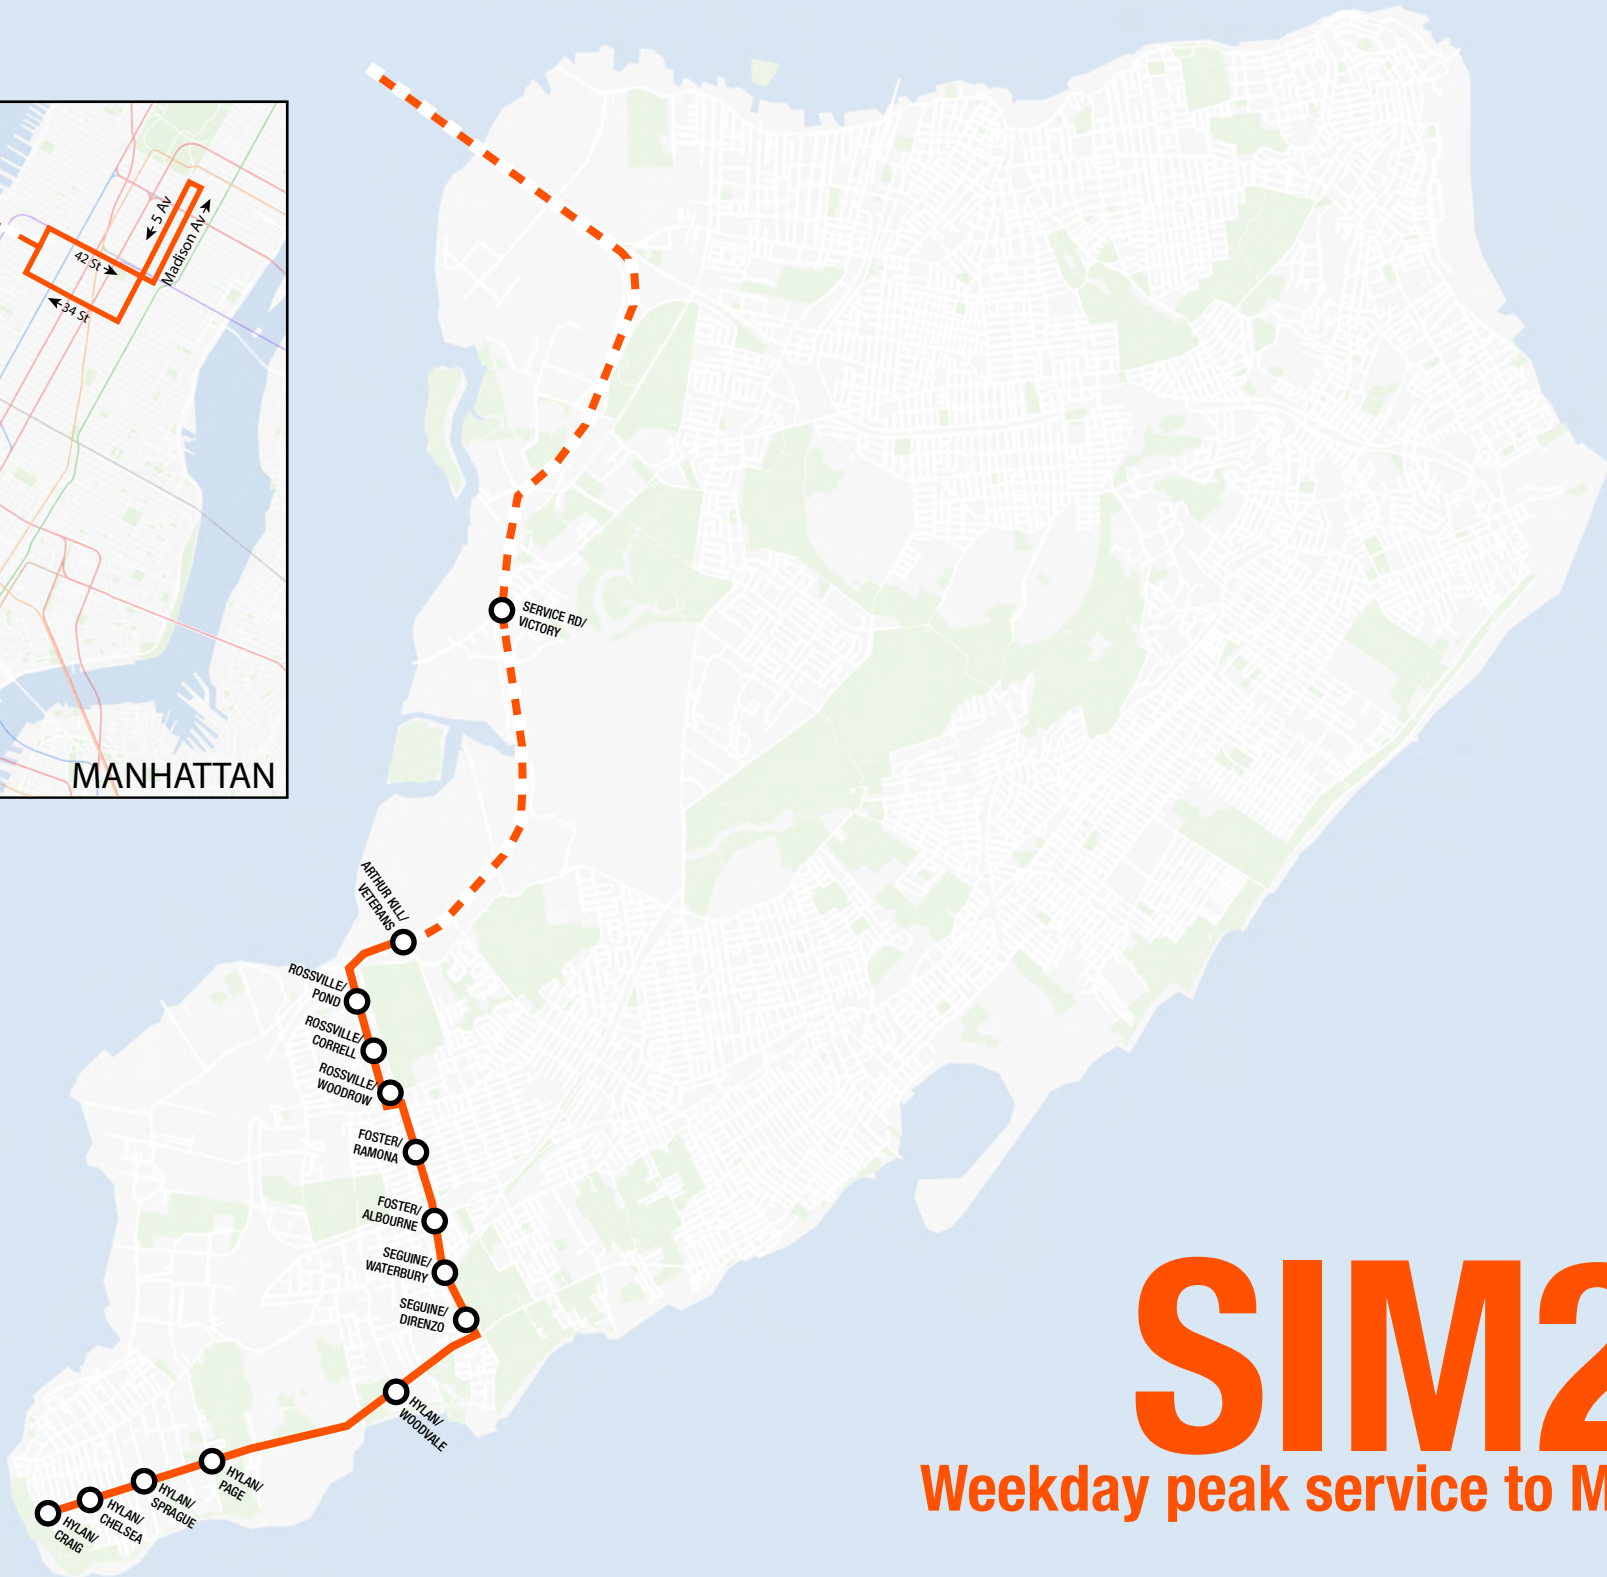 5 Av
Madison Av
42 St
34 St
MANHATTAN
SERVICE RD/
VICTORY
ARTHUR KILL/
VETERANS
ROSSVILLE/
POND
ROSSVILLE/
CORRELL
ROSSVILLE/
WOODROW
FOSTER/
RAMONA
FOSTER/
ALBOURNE
SEGUINE/
WATERBURY
SEGUINE/
DIRENZO
HYLAN/
WOODVALE
HYLAN/
PAGE
HYLAN/
SPRAGUE
HYLAN/
CHELSEA
HYLAN/
CRAIG
SIM2
Weekday peak service to M